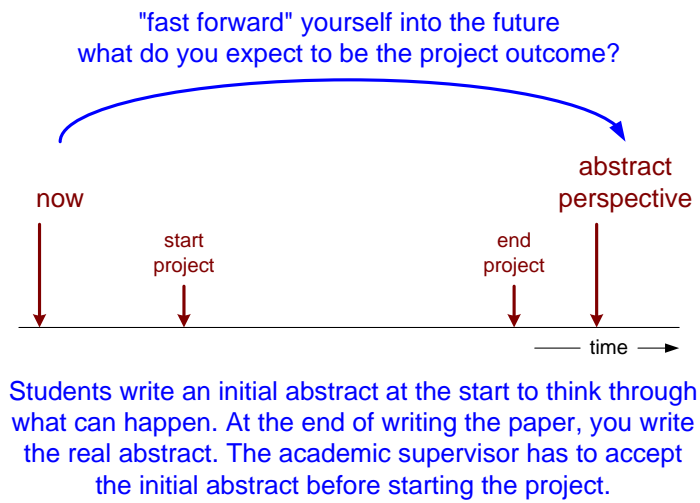 "fast forward" yourself into the future
what do you expect to be the project outcome?
abstract
perspective
now
start
project
end
project
time
Students write an initial abstract at the start to think through
what can happen. At the end of writing the paper, you write
the real abstract. The academic supervisor has to accept
the initial abstract before starting the project.